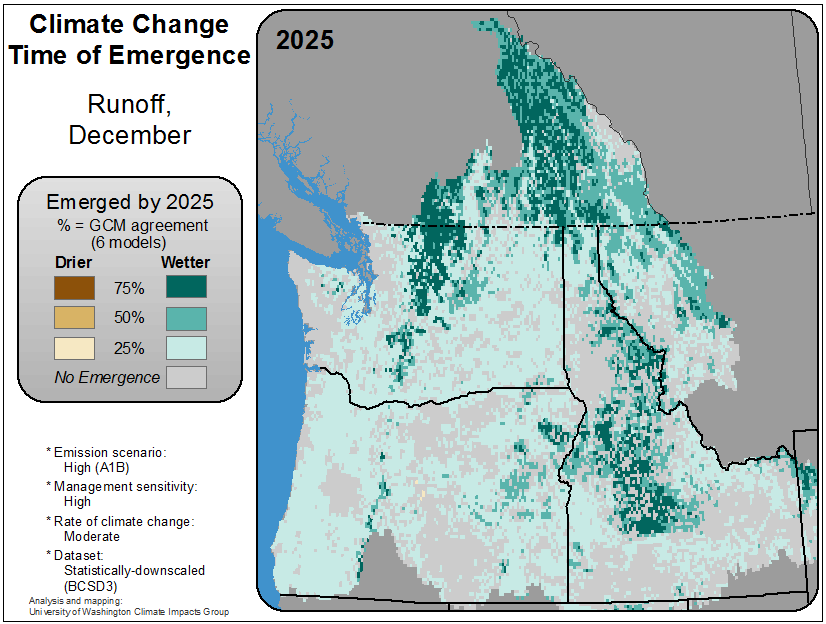 Climate Change
Time of Emergence
Runoff,
December
Emerged by 2025
% = GCM agreement
(6 models)
Drier Wetter
75%
50%
25%
No Emergence
* Emission scenario:
High (A1B)
* Management sensitivity:
High
* Rate of climate change:
Moderate
* Dataset:
Statistically-downscaled
(BCSD3)
Analysis and mapping:
University of Washington Climate Impacts Group
2025